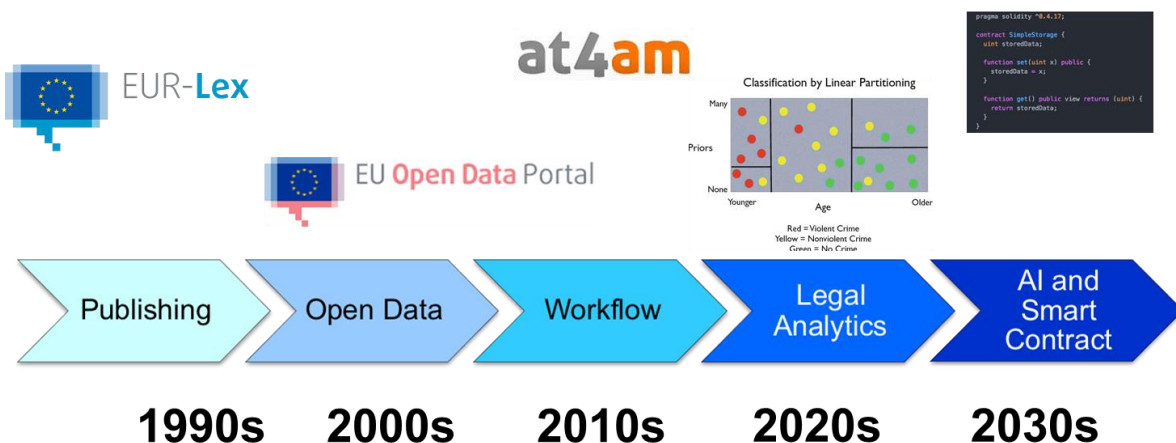 EUR-Lex
EU Open Data Portal
at4am
Classification by Linear Partitioning
Many
Priors
None
Younger
Age
Older
Red = Violent Crime
Yellow = Nonviolent Crime
Green = No Crime
pragma solidity ^0.4.17;
contract SimpleStorage {
uint storedData;
function set(uint x) public {
storedData = x;
}
function get() public view returns (uint) {
return storedData;
}
}
Publishing
Open Data
Workflow
Legal
Analytics
AI and
Smart
Contract
1990s
2000s
2010s
2020s
2030s